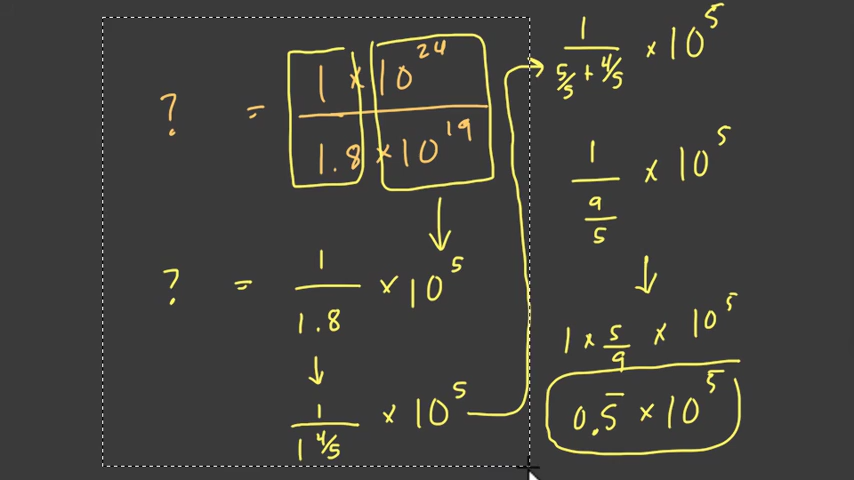 ? = 1 × 10^24 / 1.8 × 10^19
? = 1 / 1.8 × 10^5
1 / 1 4/5 × 10^5
1 / 5/5 + 4/5 × 10^5
1 / 9/5 × 10^5
1 × 5/9 × 10^5
0.5̅ × 10^5